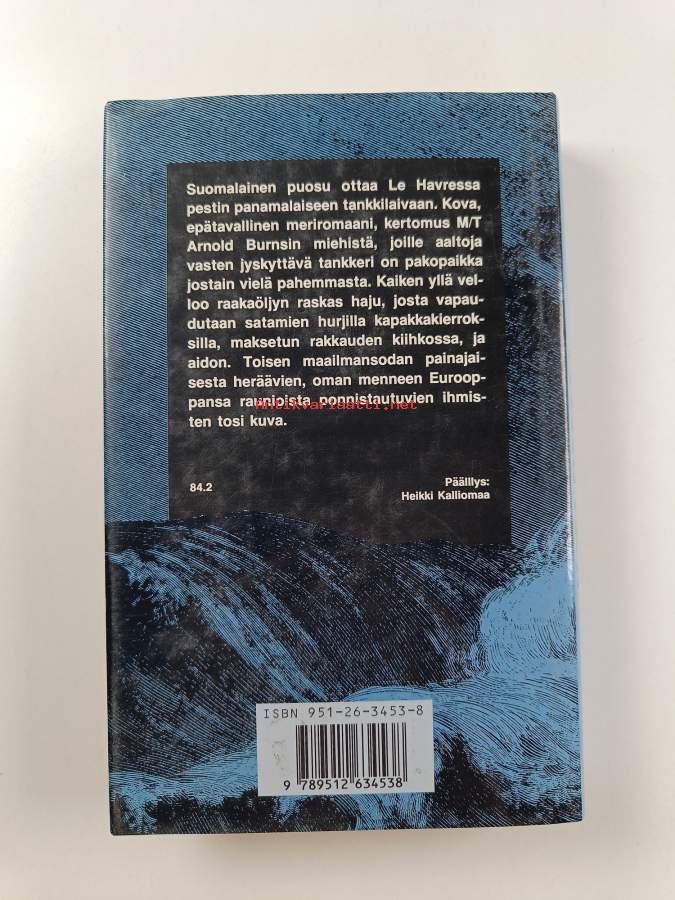 Suomalainen puosu ottaa Le Havressa
pestin panamalaiseen tankkilaivaan. Kova,
epätavallinen meriromaani, kertomus M/T
Arnold Burnsin miehistä, joille aaltoja
vasten jyskyttävä tankkeri on pakopaikka
jostain vielä pahemmasta. Kaiken yllä vel-
loo raakaöljyn raskas haju, josta vapau-
dutaan satamien hurjilla kapakkakierrok-
silla, maksetun rakkauden kiihkossa, ja
aidon. Toisen maailmansodan painajai-
sesta heräävien, oman menneen Euroop-
pansa raunioista ponnistautuvien ihmis-
Antikvariaatti.net
ten tosi kuva.
84.2
Päälllys:
Heikki Kalliomaa
ISBN 951-26-3453-8
9 789512 634538